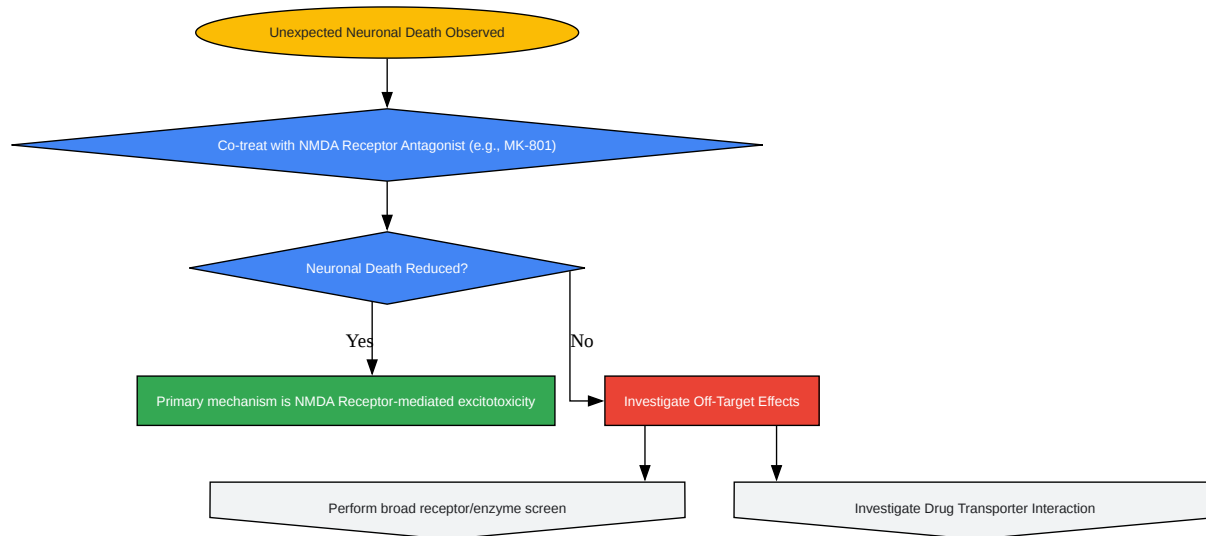 Unexpected Neuronal Death Observed
Co-treat with NMDA Receptor Antagonist (e.g., MK-801)
Neuronal Death Reduced?
Yes
No
Primary mechanism is NMDA Receptor-mediated excitotoxicity
Investigate Off-Target Effects
Perform broad receptor/enzyme screen
Investigate Drug Transporter Interaction